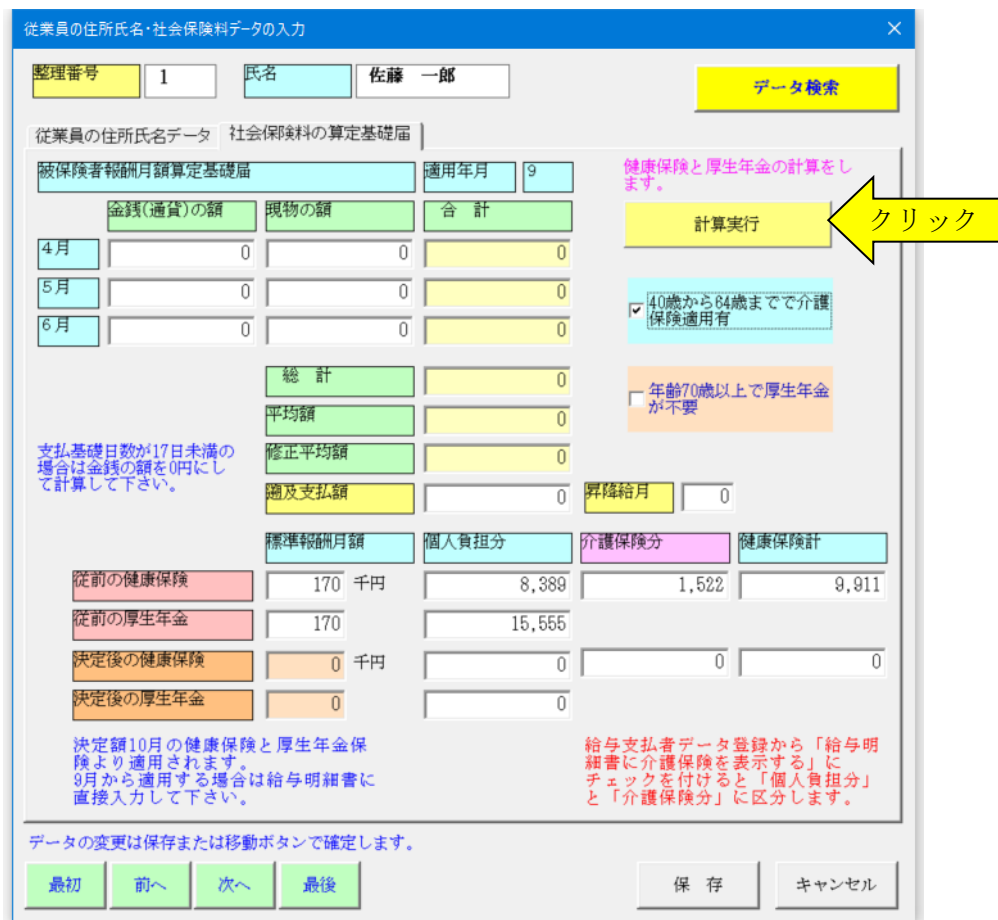 従業員の住所氏名・社会保険料データの入力
整理番号 1 氏名 佐藤 一郎
データ検索
従業員の住所氏名データ 社会保険料の算定基礎届
被保険者報酬月額算定基礎届 適用年月 9
健康保険と厚生年金の計算をし
ます。
金銭(通貨)の額 現物の額 合 計
計算実行
クリック
4月 0 0 0
5月 0 0 0
6月 0 0 0
40歳から64歳までで介護
保険適用有
総 計 0
平均額 0
修正平均額 0
年齢70歳以上で厚生年金
が不要
支払基礎日数が17日未満の
場合は金銭の額を0円にし
て計算して下さい。
遡及支払額 0 昇降給月 0
標準報酬月額 個人負担分 介護保険分 健康保険計
従前の健康保険 170 千円 8,389 1,522 9,911
従前の厚生年金 170 15,555
決定後の健康保険 0 千円 0 0 0
決定後の厚生年金 0 0
決定額10月の健康保険と厚生年金保
険より適用されます。
9月から適用する場合は給与明細書に
直接入力して下さい。
給与支払者データ登録から「給与明
細書に介護保険を表示する」に
チェックを付けると「個人負担分」
と「介護保険分」に区分します。
データの変更は保存または移動ボタンで確定します。
最初 前へ 次へ 最後 保 存 キャンセル